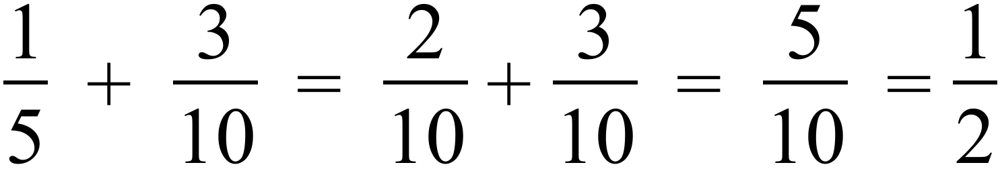 1/5 + 3/10 = 2/10 + 3/10 = 5/10 = 1/2